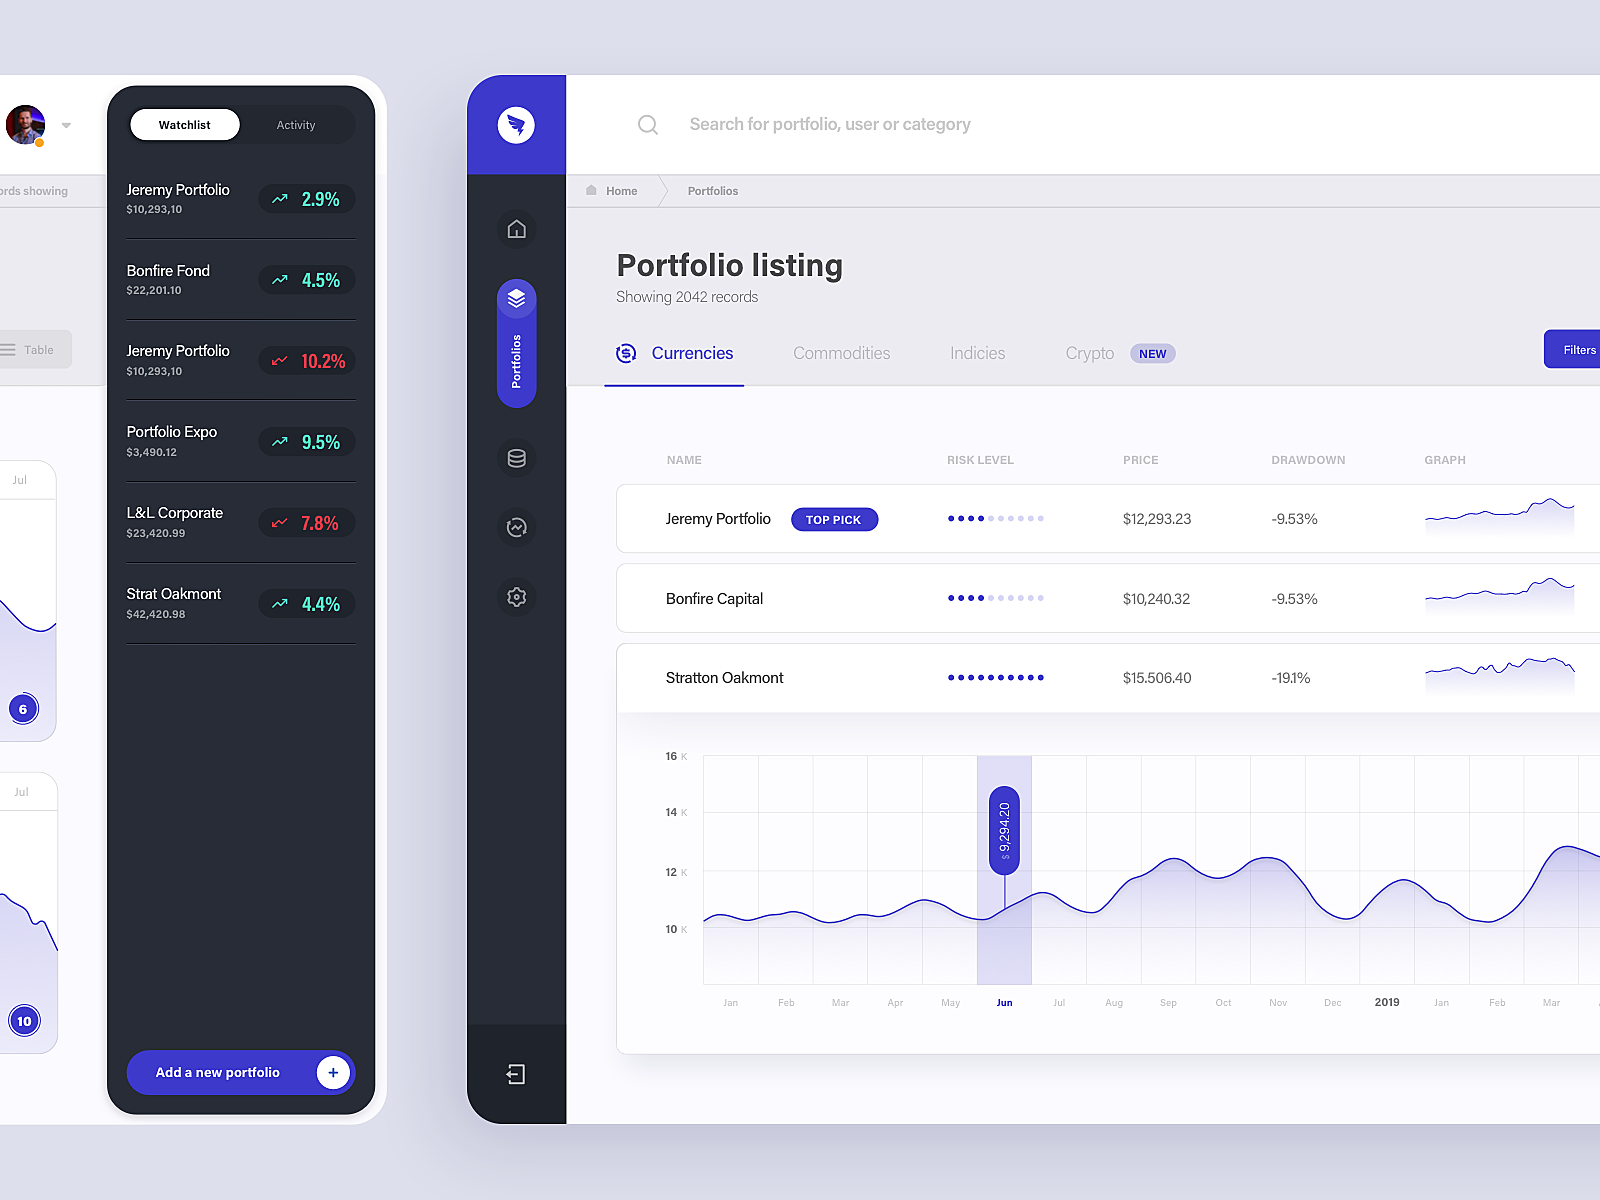 ords showing
Table
Jul
6
Jul
10
Watchlist
Activity
Jeremy Portfolio
$10,293,10
2.9%
Bonfire Fond
$22,201.10
4.5%
Jeremy Portfolio
$10,293,10
10.2%
Portfolio Expo
$3,490.12
9.5%
L&L Corporate
$23,420.99
7.8%
Strat Oakmont
$42,420.98
4.4%
Add a new portfolio
+
Portfolios
Search for portfolio, user or category
Home
Portfolios
Portfolio listing
Showing 2042 records
Currencies
Commodities
Indicies
Crypto
NEW
Filters
NAME
RISK LEVEL
PRICE
DRAWDOWN
GRAPH
Jeremy Portfolio
TOP PICK
$12,293.23
-9.53%
Bonfire Capital
$10,240.32
-9.53%
Stratton Oakmont
$15.506.40
-19.1%
16 K
14 K
12 K
10 K
$ 9,294.20
Jan
Feb
Mar
Apr
May
Jun
Jul
Aug
Sep
Oct
Nov
Dec
2019
Jan
Feb
Mar